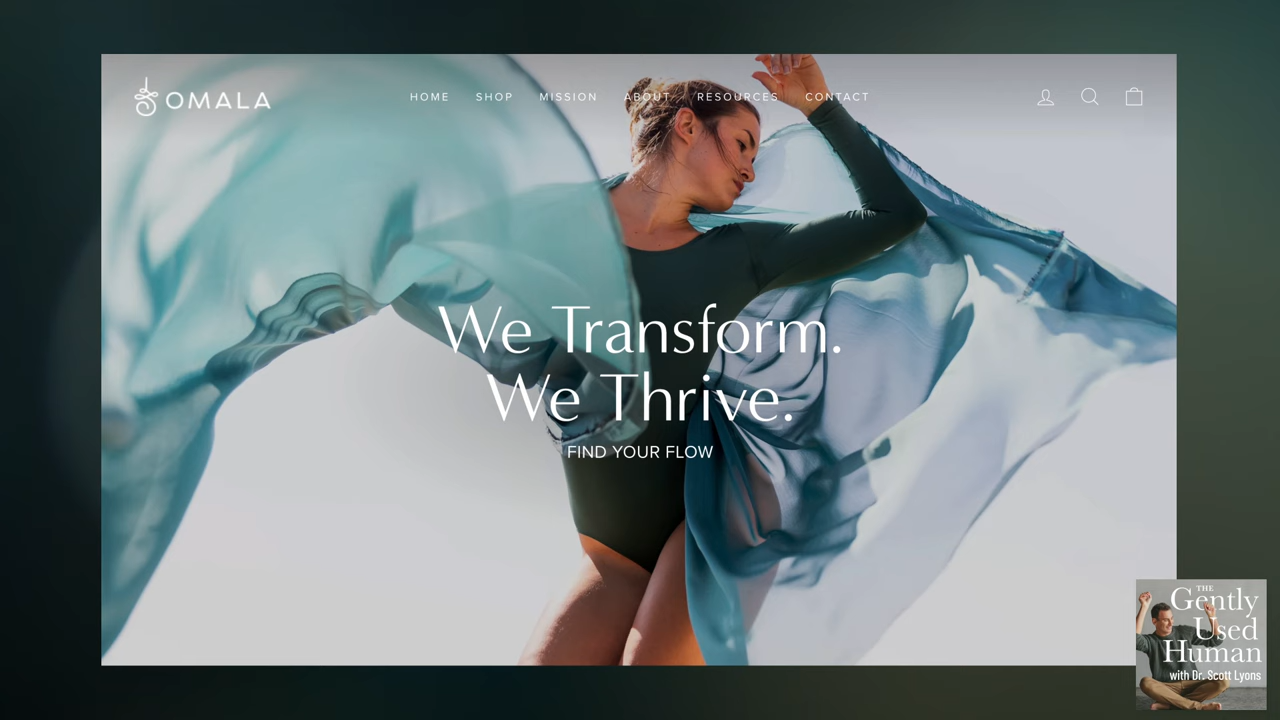 OMALA
HOME SHOP MISSION ABOUT RESOURCES CONTACT
We Transform.
We Thrive.
FIND YOUR FLOW
THE
Gently
Used
Human
with Dr. Scott Lyons